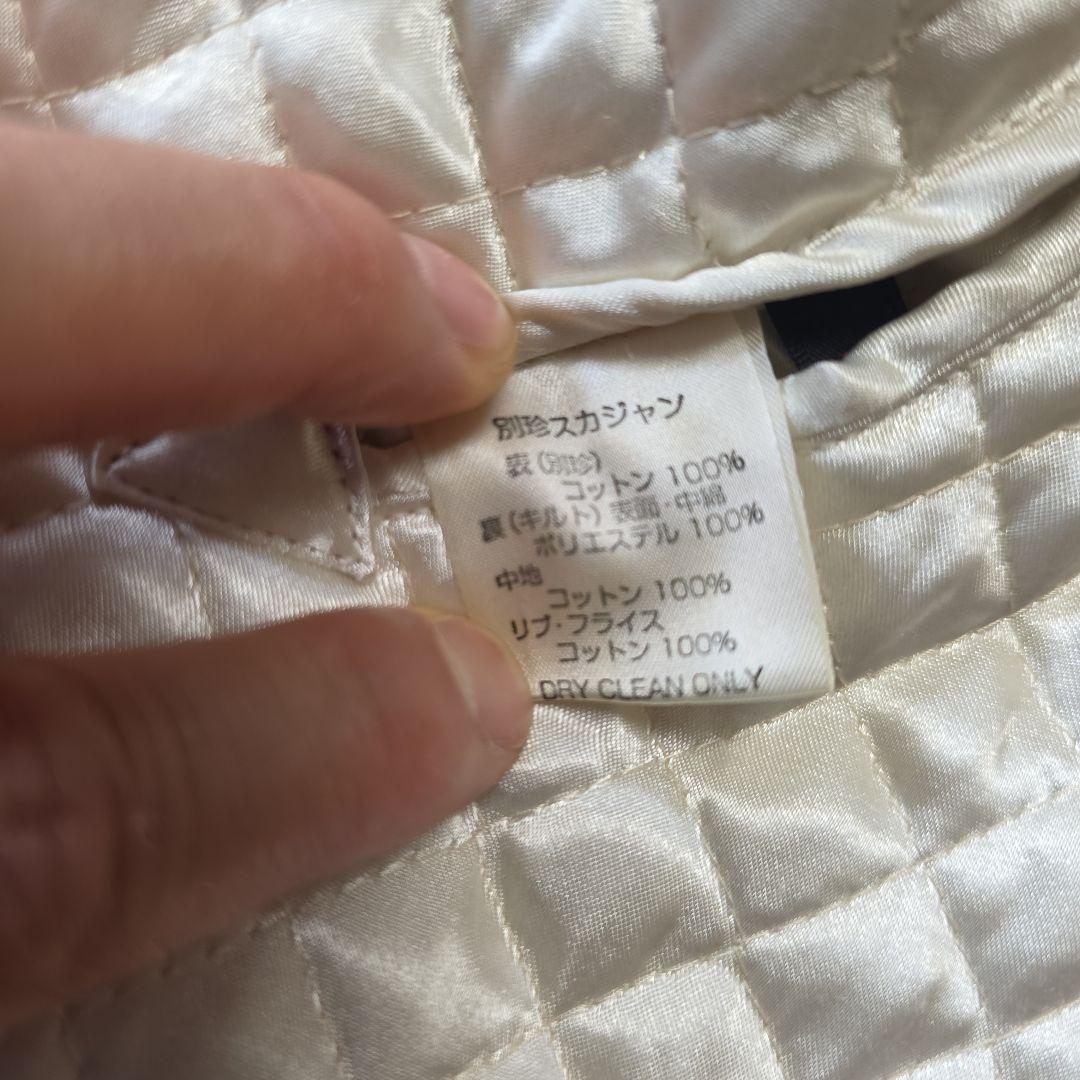 別珍スカジャン
表(別珍)
コットン 100%
裏(キルト)表面・中綿
ポリエステル 100%
中地
コットン 100%
リブ・フライス
コットン 100%
DRY CLEAN ONLY